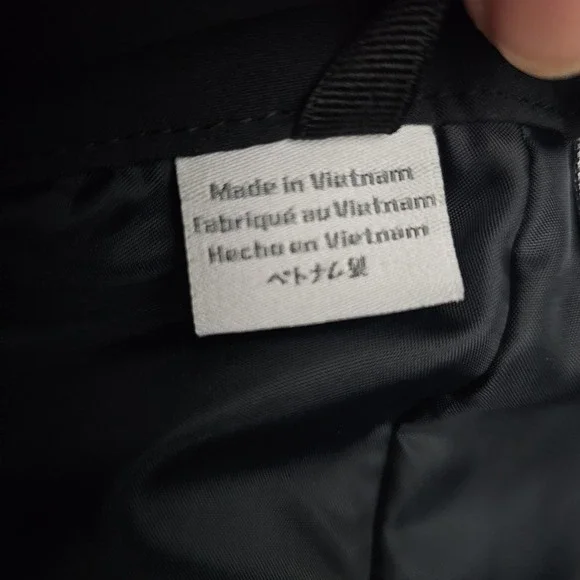 Made in Vietnam
Fabriqué au Vietnam
Hecho en Vietnam
ベトナム製